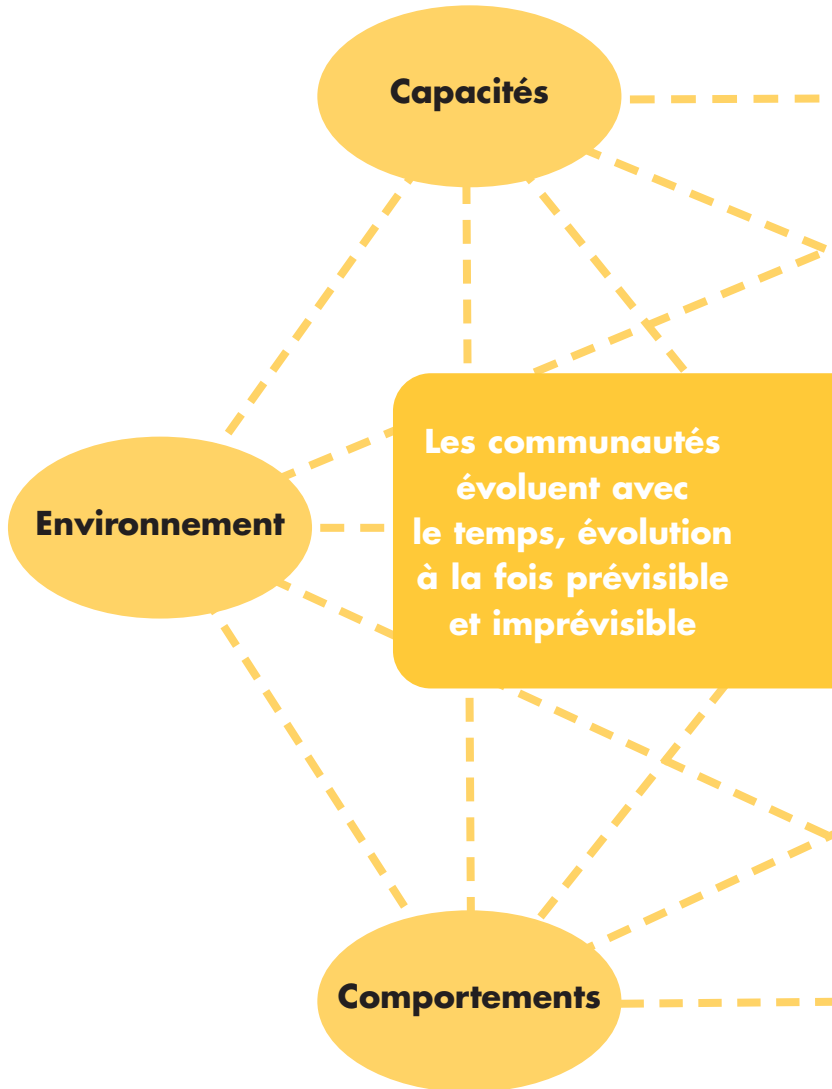 Capacités
Les communautés
évoluent avec
le temps, évolution
à la fois prévisible
et imprévisible
Environnement
Comportements